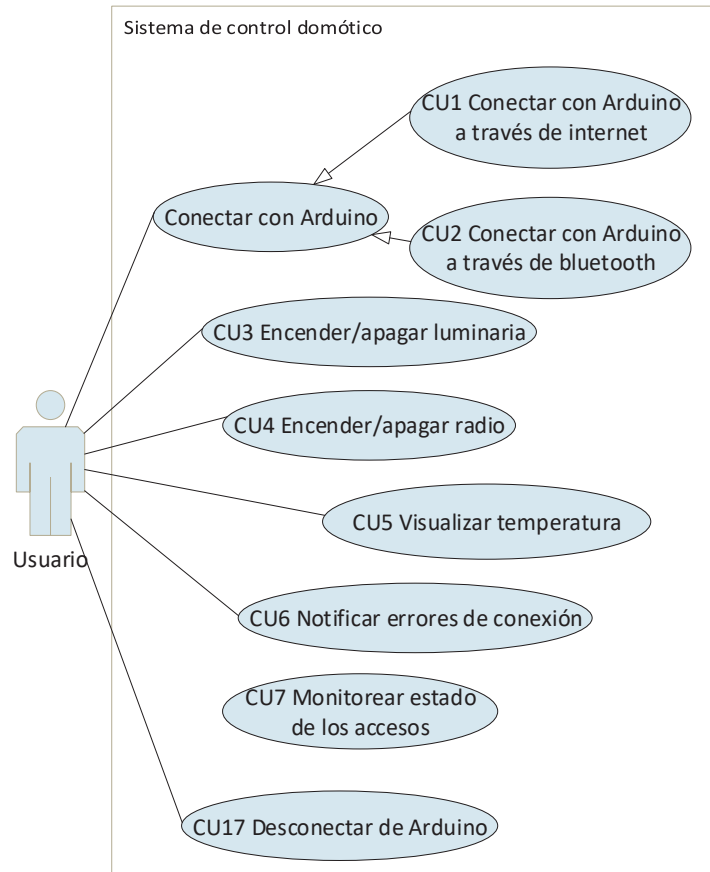 Sistema de control domótico
CU1 Conectar con Arduino
a través de internet
Conectar con Arduino
CU2 Conectar con Arduino
a través de bluetooth
CU3 Encender/apagar luminaria
CU4 Encender/apagar radio
CU5 Visualizar temperatura
Usuario
CU6 Notificar errores de conexión
CU7 Monitorear estado
de los accesos
CU17 Desconectar de Arduino